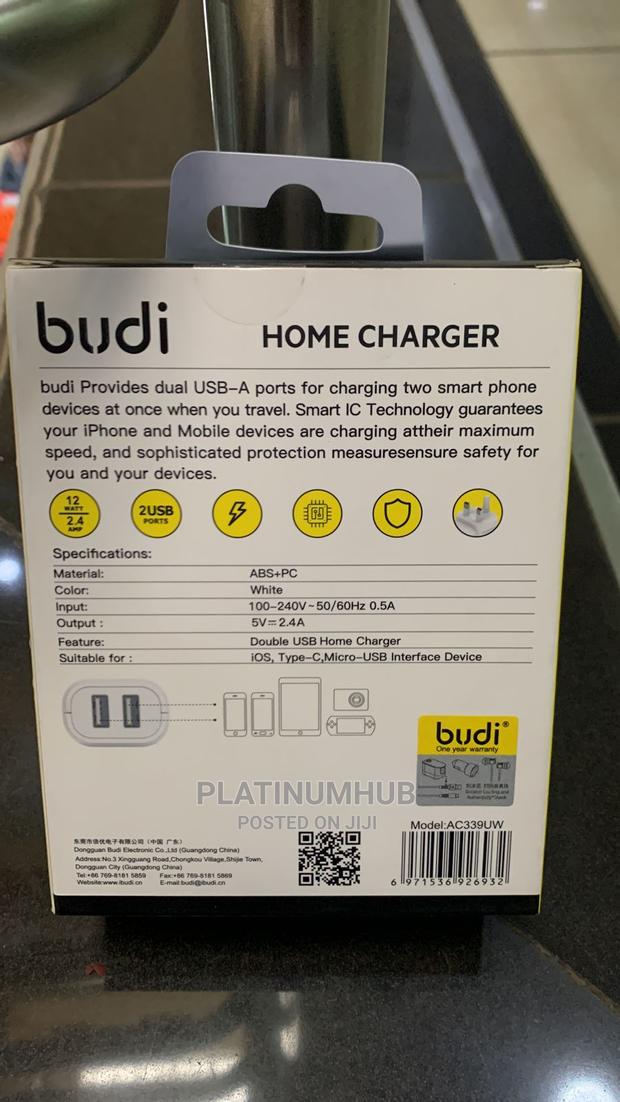 budi
HOME CHARGER
budi Provides dual USB-A ports for charging two smart phone
devices at once when you travel. Smart IC Technology guarantees
your iPhone and Mobile devices are charging attheir maximum
speed, and sophisticated protection measuresensure safety for
you and your devices.
12
WATT
2.4
AMP
2USB
PORTS
Specifications:
Material: ABS+PC
Color: White
Input: 100-240V~50/60Hz 0.5A
Output : 5V⎓2.4A
Feature: Double USB Home Charger
Suitable for : iOS, Type-C,Micro-USB Interface Device
budi®
One year warranty
PLATINUMHUB
POSTED ON JIJI
Model:AC339UW
6 971536 926932
东莞市倍优电子有限公司（中国 广东）
Dongguan Budi Electronic Co.,Ltd (Guangdong China)
Address:No.3 Xingguang Road,Chongkou Village,Shijie Town,
Dongguan City (Guangdong China)
Tel:+86 769-8181 5859 Fax:+86 769-8181 5869
Website:www.ibudi.cn E-mail:budi@ibudi.cn